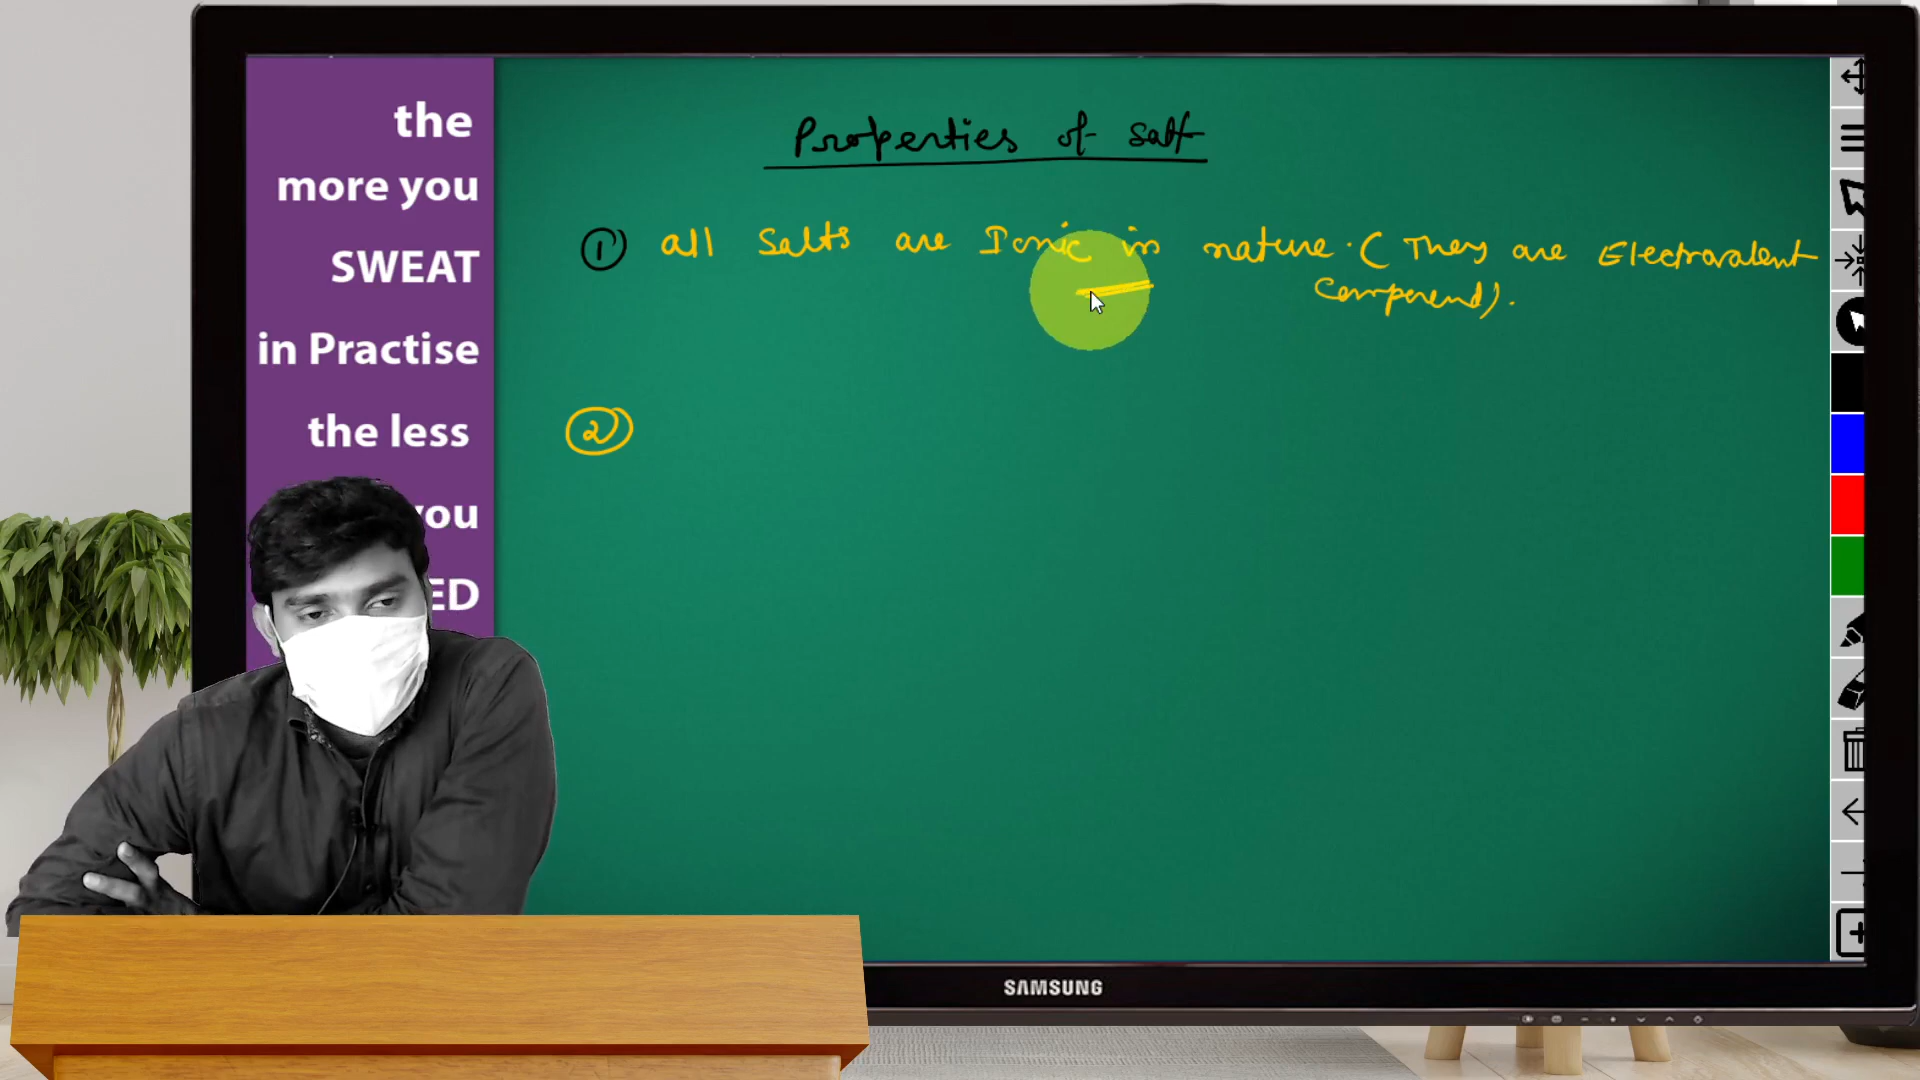 the
more you
SWEAT
in Practise
the less
you
ED
Properties of salt
① all salts are Ionic in nature. (They are Electrovalent
Compound).
②
SAMSUNG